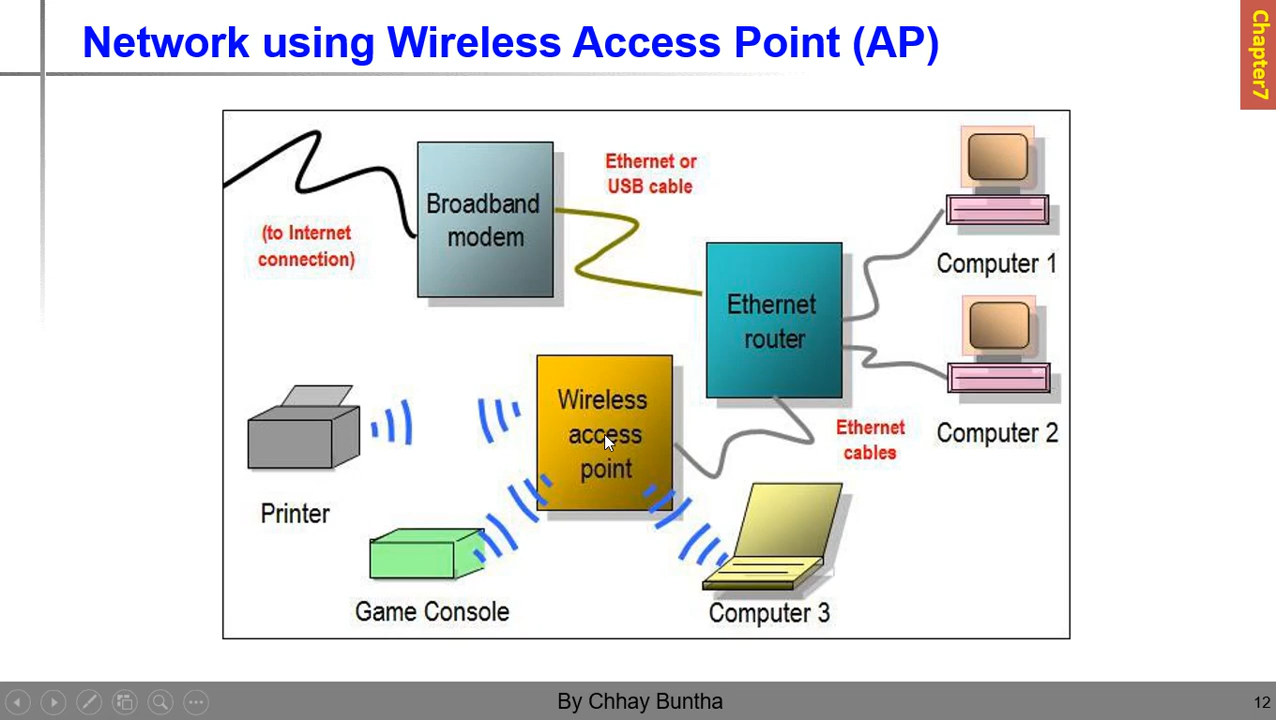 Network using Wireless Access Point (AP)
Chapter7
Ethernet or
USB cable
Broadband
modem
(to Internet
connection)
Computer 1
Ethernet
router
Wireless
access
point
Ethernet
cables
Computer 2
Printer
Game Console
Computer 3
By Chhay Buntha
12